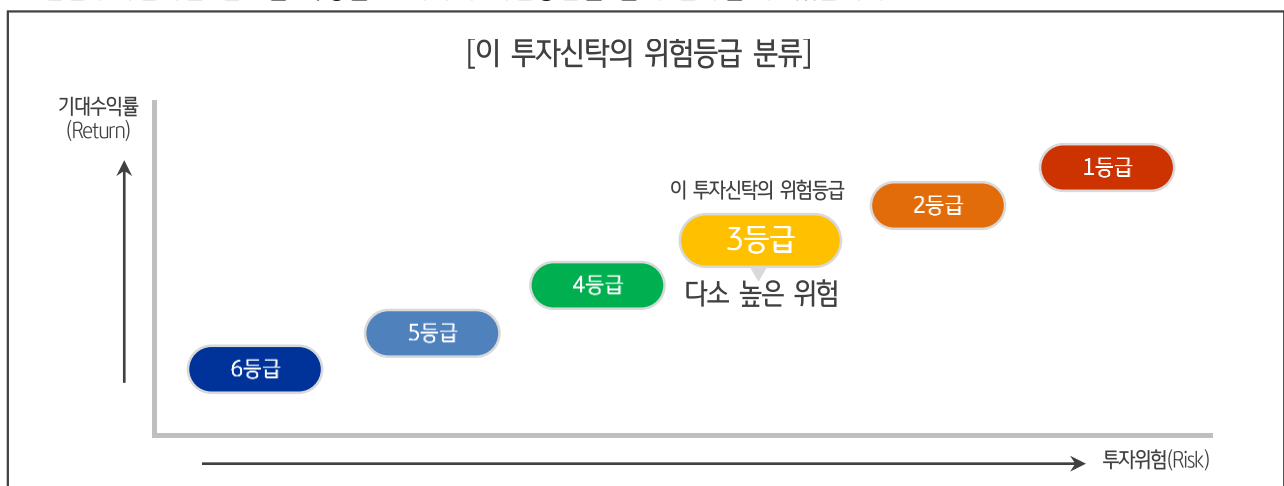 [이 투자신탁의 위험등급 분류]
기대수익률
(Return)
1등급
이 투자신탁의 위험등급
2등급
3등급
4등급
다소 높은 위험
5등급
6등급
투자위험(Risk)